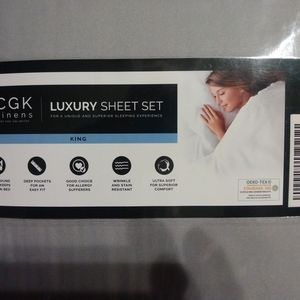 CGK
LUXURY SHEET SET
linens
FOR A UNIQUE AND SUPERIOR SLEEPING EXPERIENCE
KING
DEEP POCKETS
FOR AN
EASY FIT
GOOD CHOICE
FOR ALLERGY
SUFFERERS
WRINKLE
AND STAIN
RESISTANT
ULTRA SOFT
FOR SUPERIOR
COMFORT
OEKO-TEX®
STANDARD 100